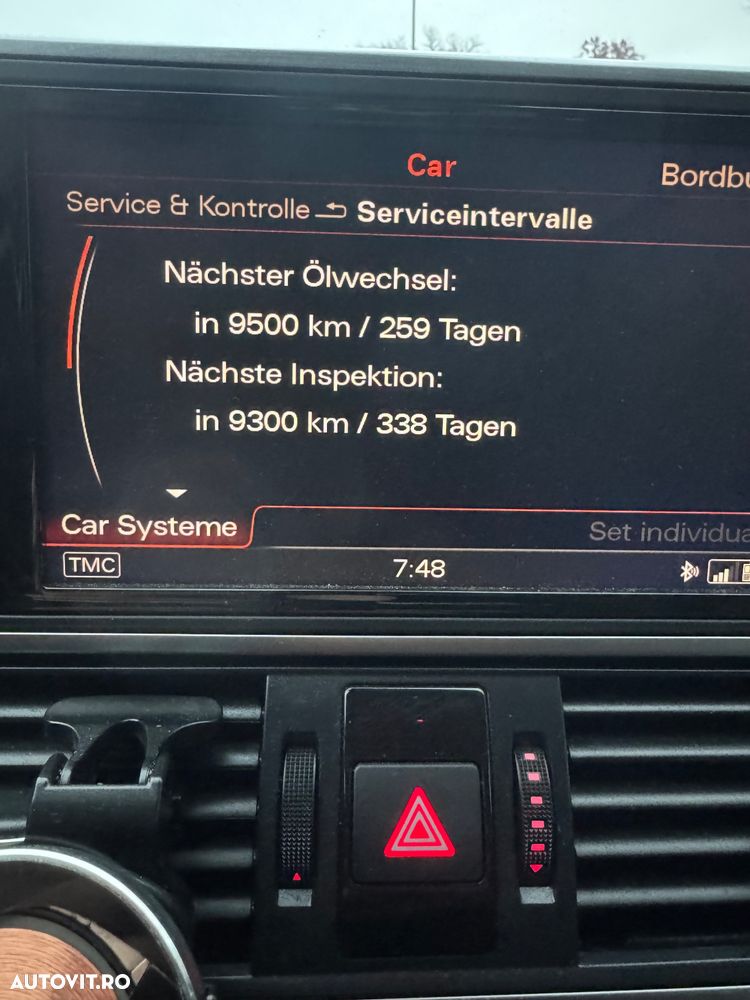 Car
Bordbu
Service & Kontrolle Serviceintervalle
Nächster Ölwechsel:
in 9500 km / 259 Tagen
Nächste Inspektion:
in 9300 km / 338 Tagen
Car Systeme
Set individua
TMC 7:48
AUTOVIT.RO